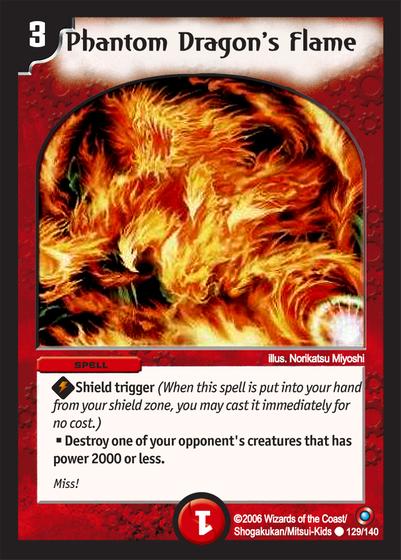 3 Phantom Dragon's Flame
illus. Norikatsu Miyoshi
SPELL
Shield trigger (When this spell is put into your hand
from your shield zone, you may cast it immediately for
no cost.)
▪ Destroy one of your opponent's creatures that has
power 2000 or less.
Miss!
1
©2006 Wizards of the Coast/
Shogakukan/Mitsui-Kids ● 129/140